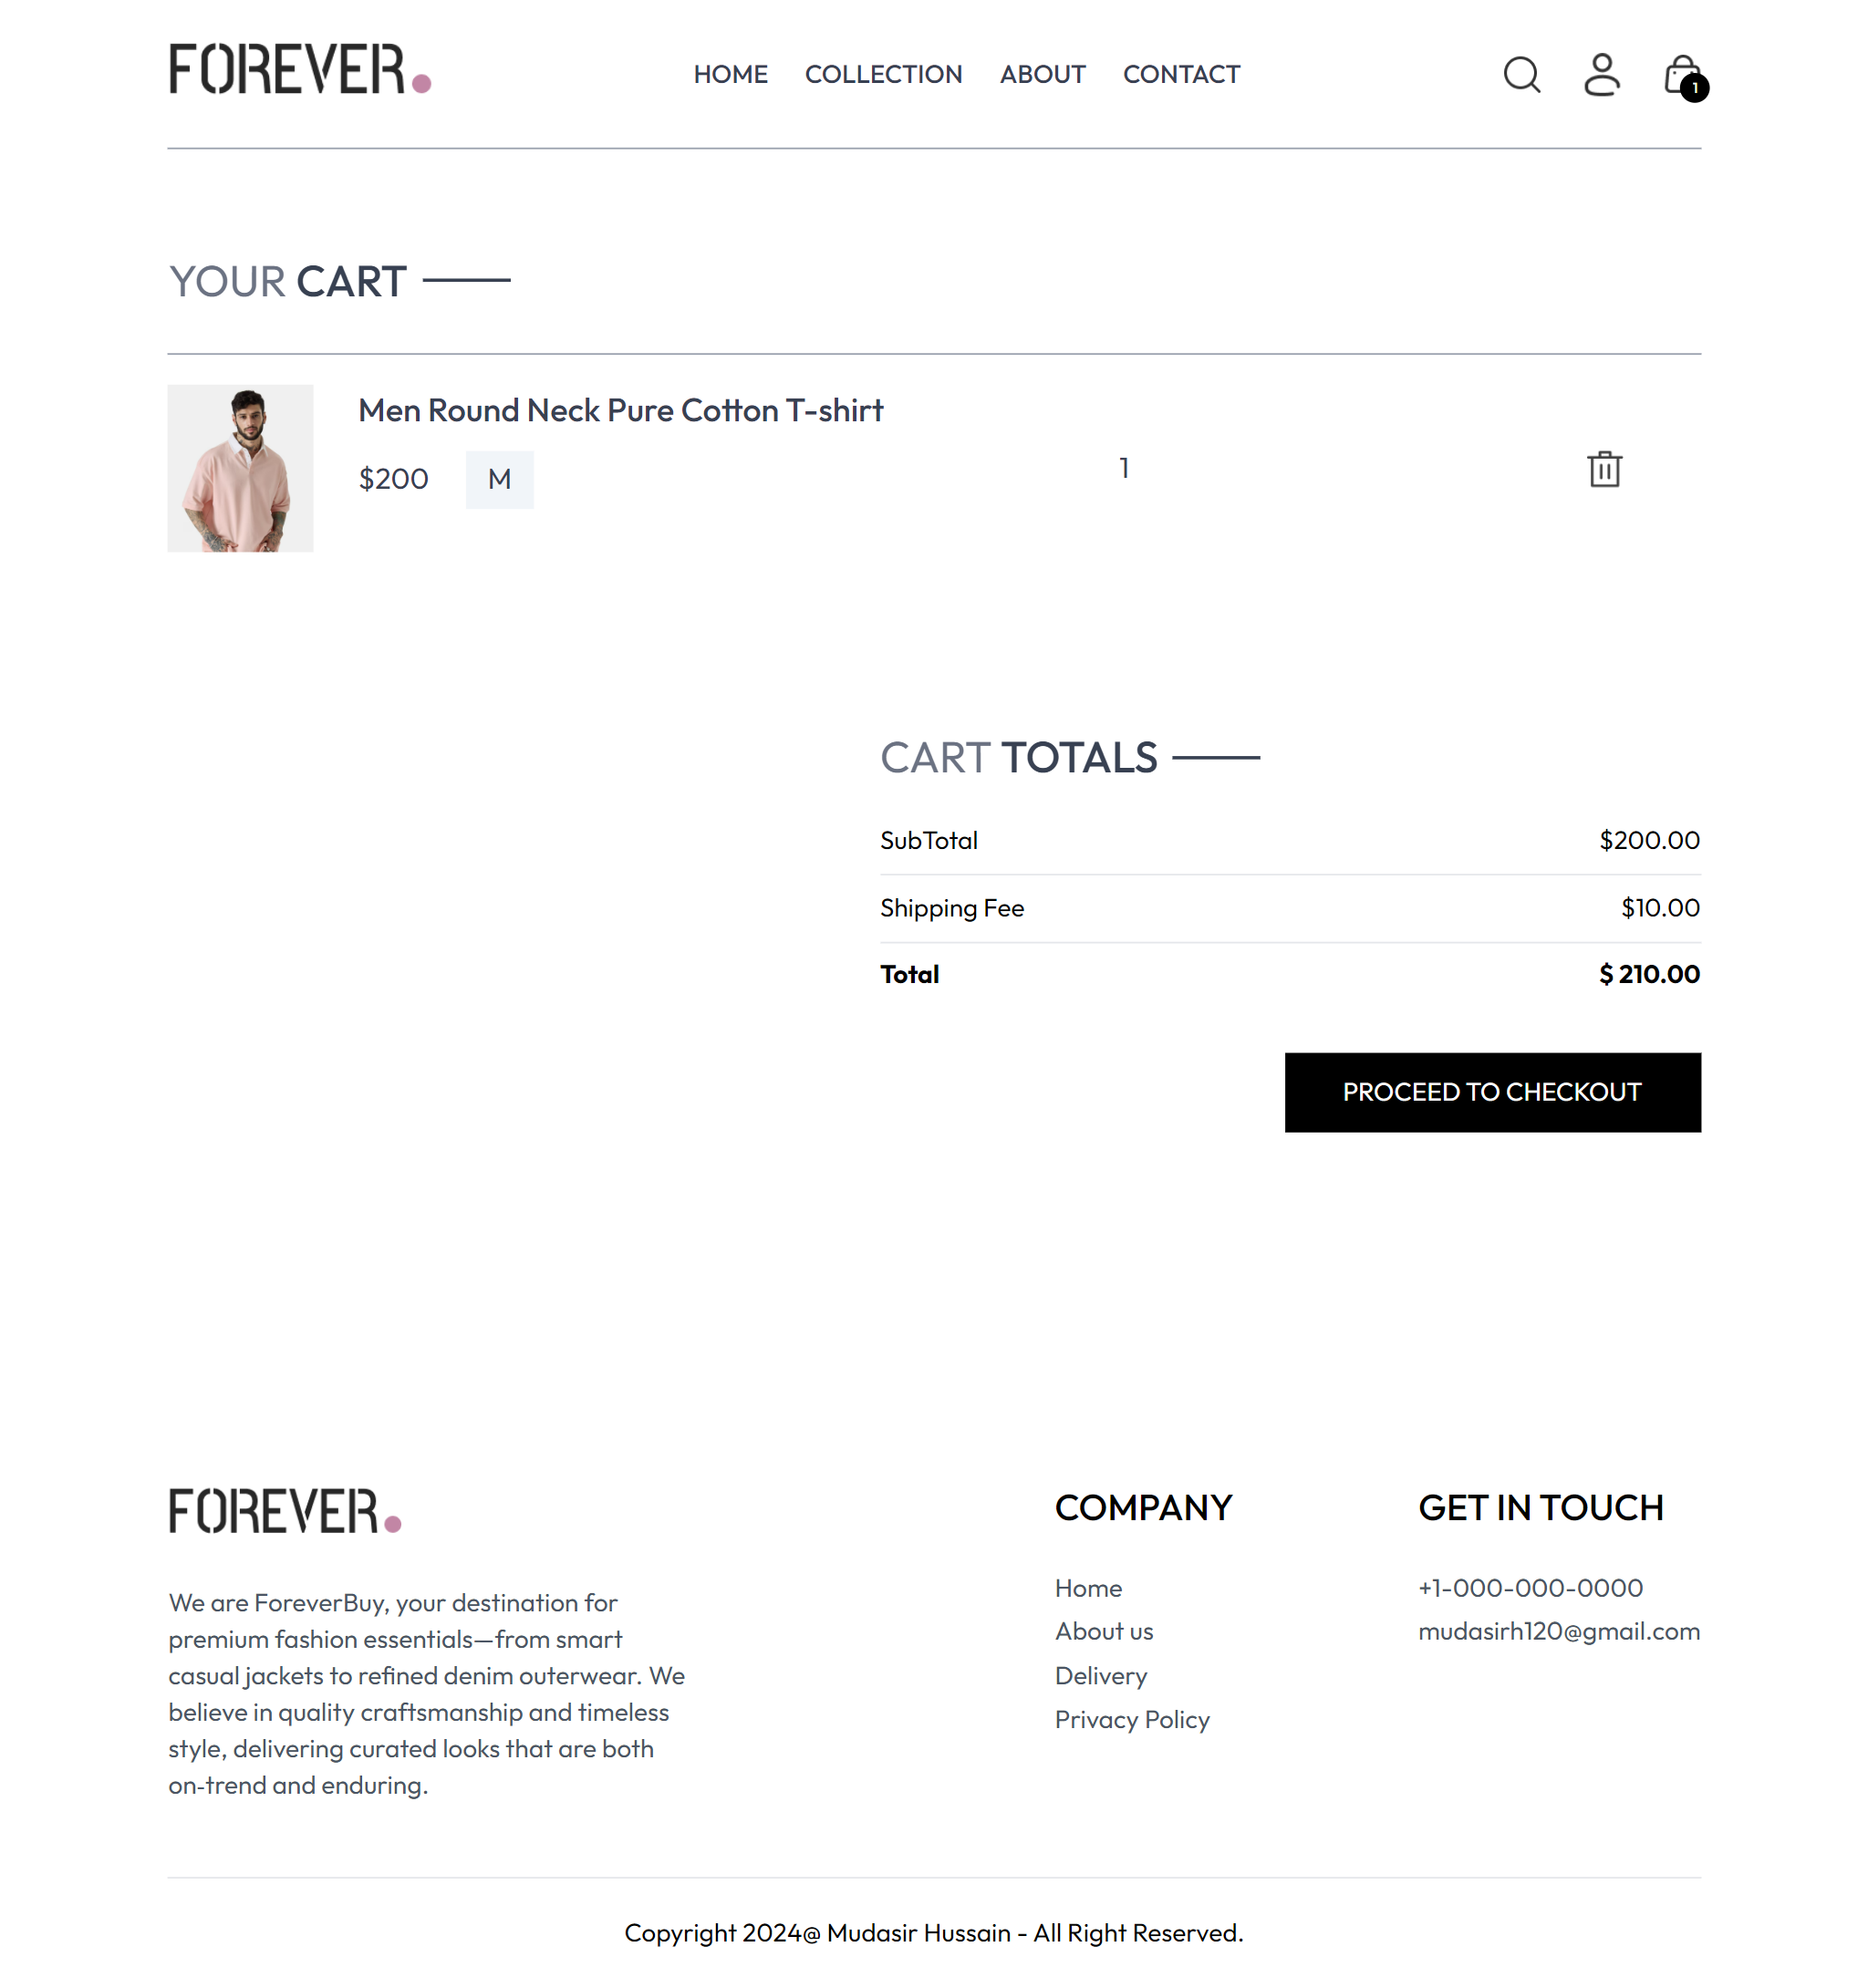 FOREVER.
HOME COLLECTION ABOUT CONTACT
1
YOUR CART
Men Round Neck Pure Cotton T-shirt
$200 M
1
CART TOTALS
SubTotal $200.00
Shipping Fee $10.00
Total $ 210.00
PROCEED TO CHECKOUT
FOREVER.
We are ForeverBuy, your destination for
premium fashion essentials—from smart
casual jackets to refined denim outerwear. We
believe in quality craftsmanship and timeless
style, delivering curated looks that are both
on-trend and enduring.
COMPANY
Home
About us
Delivery
Privacy Policy
GET IN TOUCH
+1-000-000-0000
mudasirh120@gmail.com
Copyright 2024@ Mudasir Hussain - All Right Reserved.